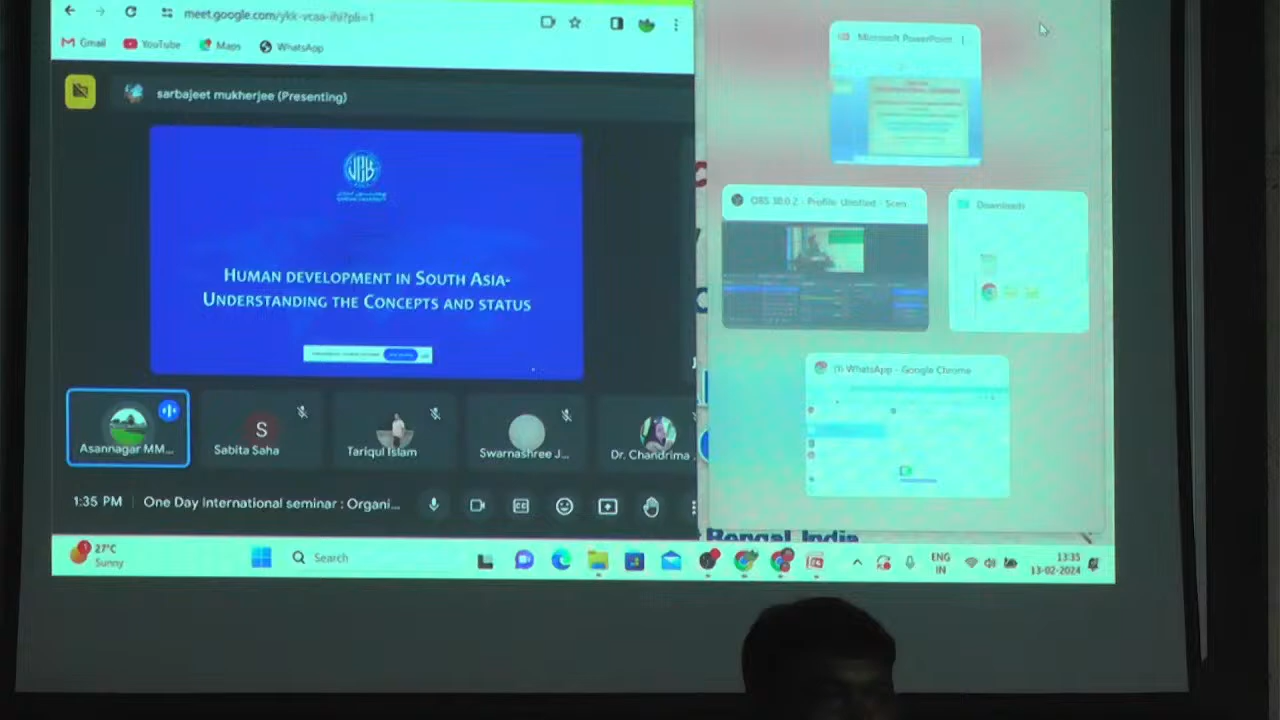 meet.google.com/ykk-vcaa-ihi?pli=1
Gmail
YouTube
Maps
WhatsApp
sarbajeet mukherjee (Presenting)
HUMAN DEVELOPMENT IN SOUTH ASIA-
UNDERSTANDING THE CONCEPTS AND STATUS
Asannagar MM...
S
Sabita Saha
Tariqul Islam
Swarnashree J...
Dr. Chandrima
1:35 PM
One Day International seminar : Organi...
Microsoft PowerPoint
OBS 30.0.2 - Profile: Untitled - Scen
Downloads
(1) WhatsApp - Google Chrome
Bengal, India
27°C
Sunny
Search
ENG
IN
13:35
13-02-2024